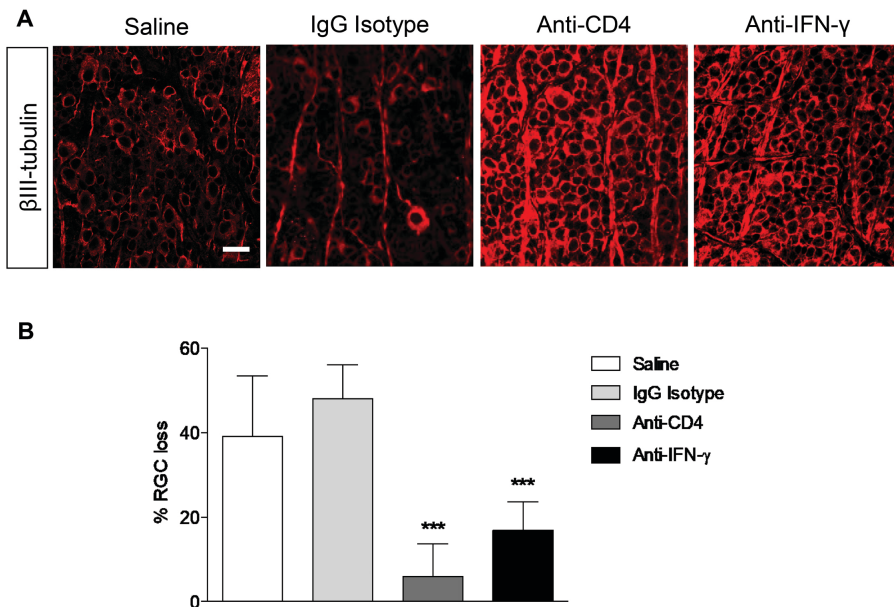 A
Saline
IgG Isotype
Anti-CD4
Anti-IFN-γ
βIII-tubulin
B
% RGC loss
60
40
20
0
***
***
Saline
IgG Isotype
Anti-CD4
Anti-IFN-γ